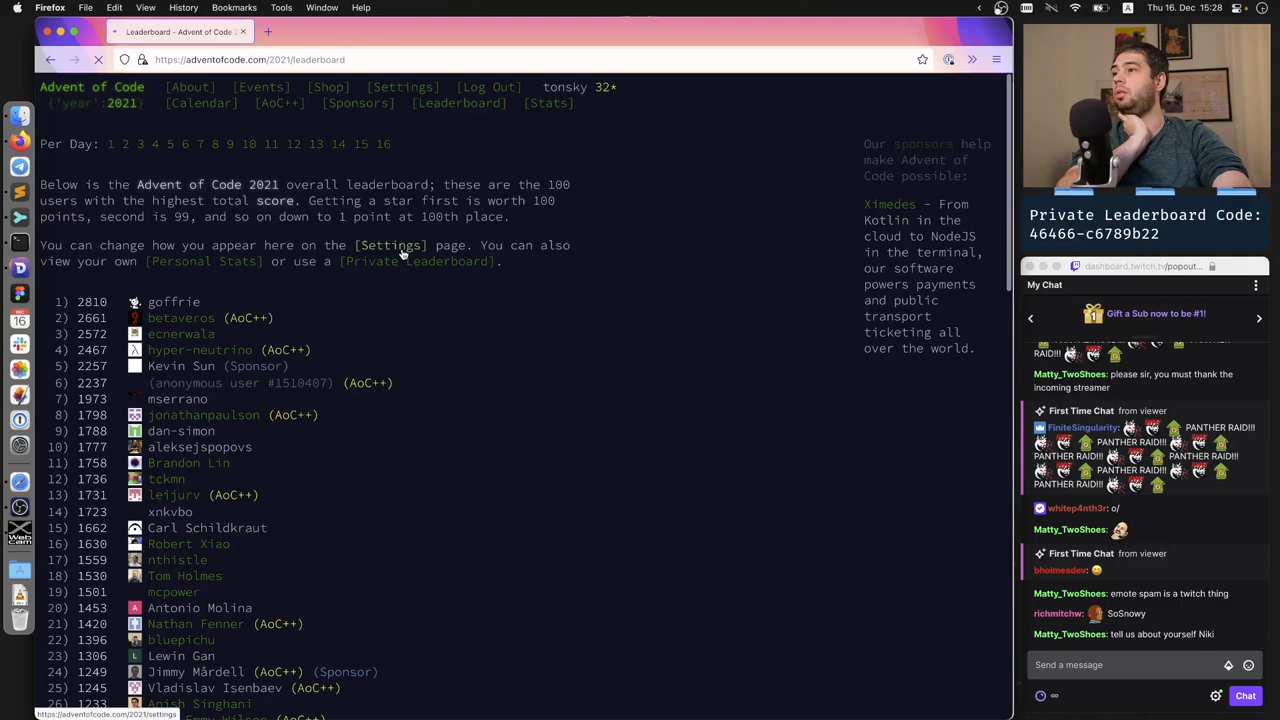 Firefox File Edit View History Bookmarks Tools Window Help
Thu 16. Dec 15:28
Leaderboard - Advent of Code 2
https://adventofcode.com/2021/leaderboard
Advent of Code [About] [Events] [Shop] [Settings] [Log Out] tonsky 32*
{'year':2021} [Calendar] [AoC++] [Sponsors] [Leaderboard] [Stats]
Per Day: 1 2 3 4 5 6 7 8 9 10 11 12 13 14 15 16
Below is the Advent of Code 2021 overall leaderboard; these are the 100
users with the highest total score. Getting a star first is worth 100
points, second is 99, and so on down to 1 point at 100th place.
You can change how you appear here on the [Settings] page. You can also
view your own [Personal Stats] or use a [Private Leaderboard].
1) 2810 goffrie
2) 2661 betaveros (AoC++)
3) 2572 ecnerwala
4) 2467 hyper-neutrino (AoC++)
5) 2257 Kevin Sun (Sponsor)
6) 2237 (anonymous user #1510407) (AoC++)
7) 1973 mserrano
8) 1798 jonathanpaulson (AoC++)
9) 1788 dan-simon
10) 1777 aleksejspopovs
11) 1758 Brandon Lin
12) 1736 tckmn
13) 1731 leijurv (AoC++)
14) 1723 xnkvbo
15) 1662 Carl Schildkraut
16) 1630 Robert Xiao
17) 1559 nthistle
18) 1530 Tom Holmes
19) 1501 mcpower
20) 1453 Antonio Molina
21) 1420 Nathan Fenner (AoC++)
22) 1396 bluepichu
23) 1306 Lewin Gan
24) 1249 Jimmy Mårdell (AoC++) (Sponsor)
25) 1245 Vladislav Isenbaev (AoC++)
26) 1233 Anish Singhani
Emmy Wilson (AoC++)
https://adventofcode.com/2021/settings
Our sponsors help
make Advent of
Code possible:
Ximedes - From
Kotlin in the
cloud to NodeJS
in the terminal,
our software
powers payments
and public
transport
ticketing all
over the world.
Private Leaderboard Code:
46466-c6789b22
dashboard.twitch.tv/popout...
My Chat
Gift a Sub now to be #1!
RAID!!!
Matty_TwoShoes: please sir, you must thank the
incoming streamer
First Time Chat from viewer
FiniteSingularity: PANTHER RAID!!!
PANTHER RAID!!! PANTHER RAID!!!
PANTHER RAID!!! PANTHER RAID!!!
PANTHER RAID!!! PANTHER RAID!!!
PANTHER RAID!!!
whitep4nth3r: o/
Matty_TwoShoes:
First Time Chat from viewer
bholmesdev:
Matty_TwoShoes: emote spam is a twitch thing
richmitchw: SoSnowy
Matty_TwoShoes: tell us about yourself Niki
Send a message
Chat